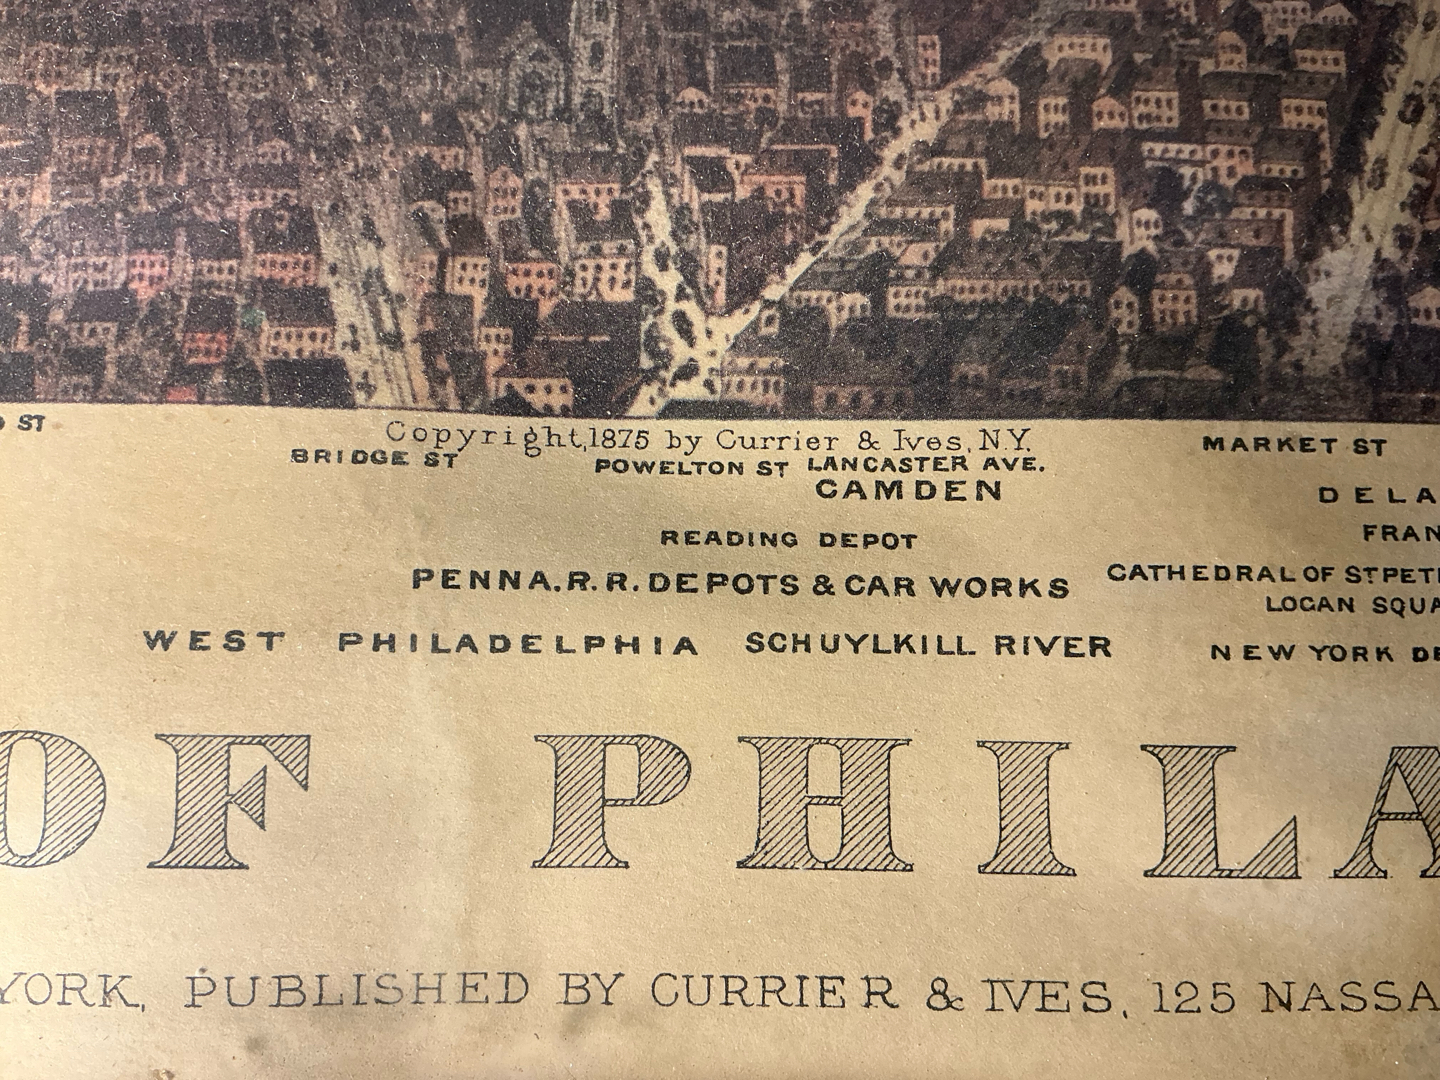 ST
Copyright, 1875 by Currier & Ives, N.Y.
BRIDGE ST POWELTON ST LANCASTER AVE. MARKET ST
CAMDEN DELA
READING DEPOT FRAN
PENNA. R. R. DEPOTS & CAR WORKS CATHEDRAL OF ST PETE
LOGAN SQUA
WEST PHILADELPHIA SCHUYLKILL RIVER NEW YORK DE
OF PHILA
YORK, PUBLISHED BY CURRIER & IVES, 125 NASSA